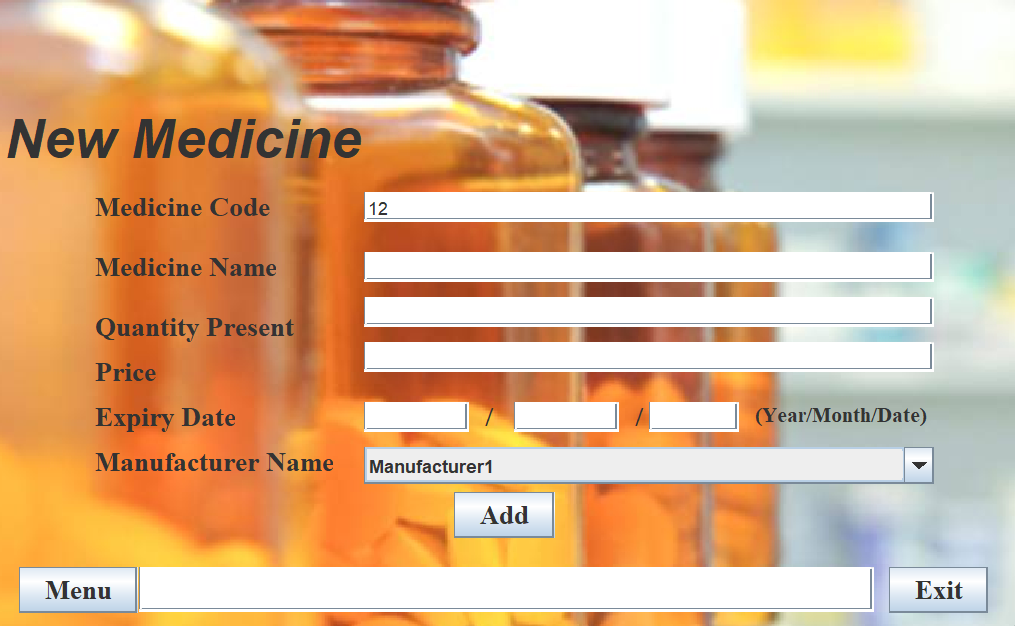 New Medicine
Medicine Code 12
Medicine Name
Quantity Present
Price
Expiry Date / / (Year/Month/Date)
Manufacturer Name Manufacturer1
Add
Menu Exit